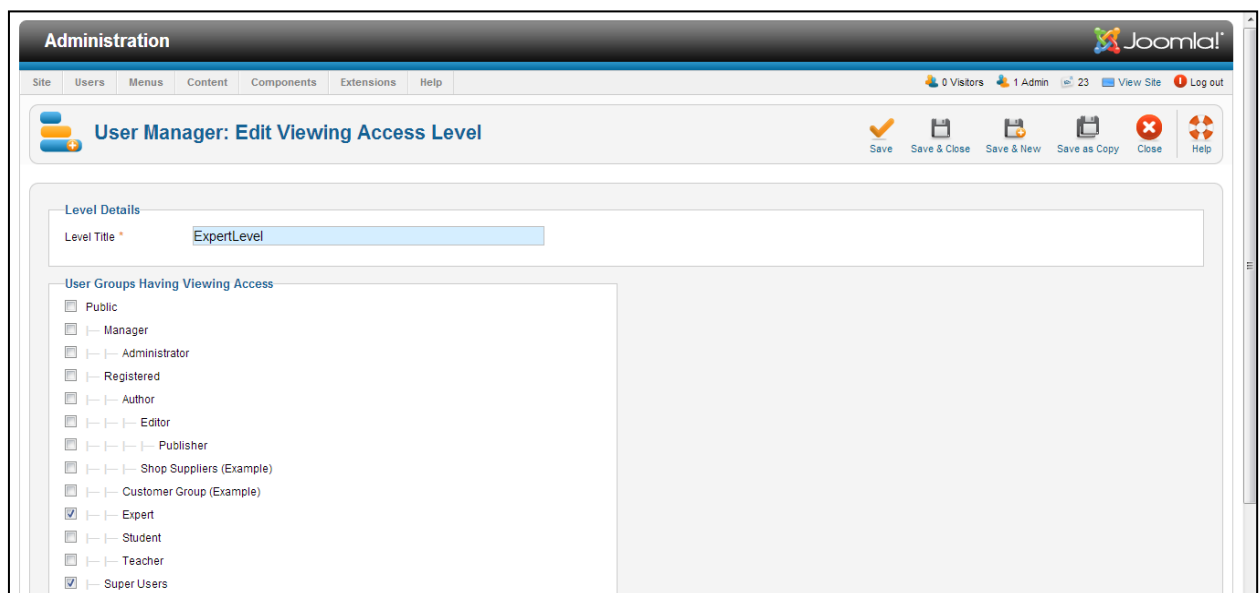 Administration
Joomla!
Site Users Menus Content Components Extensions Help
0 Visitors 1 Admin 23 View Site Log out
User Manager: Edit Viewing Access Level
Save Save & Close Save & New Save as Copy Close Help
Level Details
Level Title *
ExpertLevel
User Groups Having Viewing Access
Public
Manager
Administrator
Registered
Author
Editor
Publisher
Shop Suppliers (Example)
Customer Group (Example)
Expert
Student
Teacher
Super Users